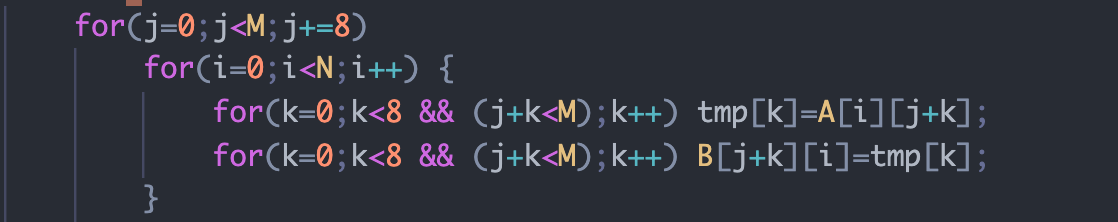 for(j=0;j<M;j+=8)
for(i=0;i<N;i++) {
for(k=0;k<8 && (j+k<M);k++) tmp[k]=A[i][j+k];
for(k=0;k<8 && (j+k<M);k++) B[j+k][i]=tmp[k];
}